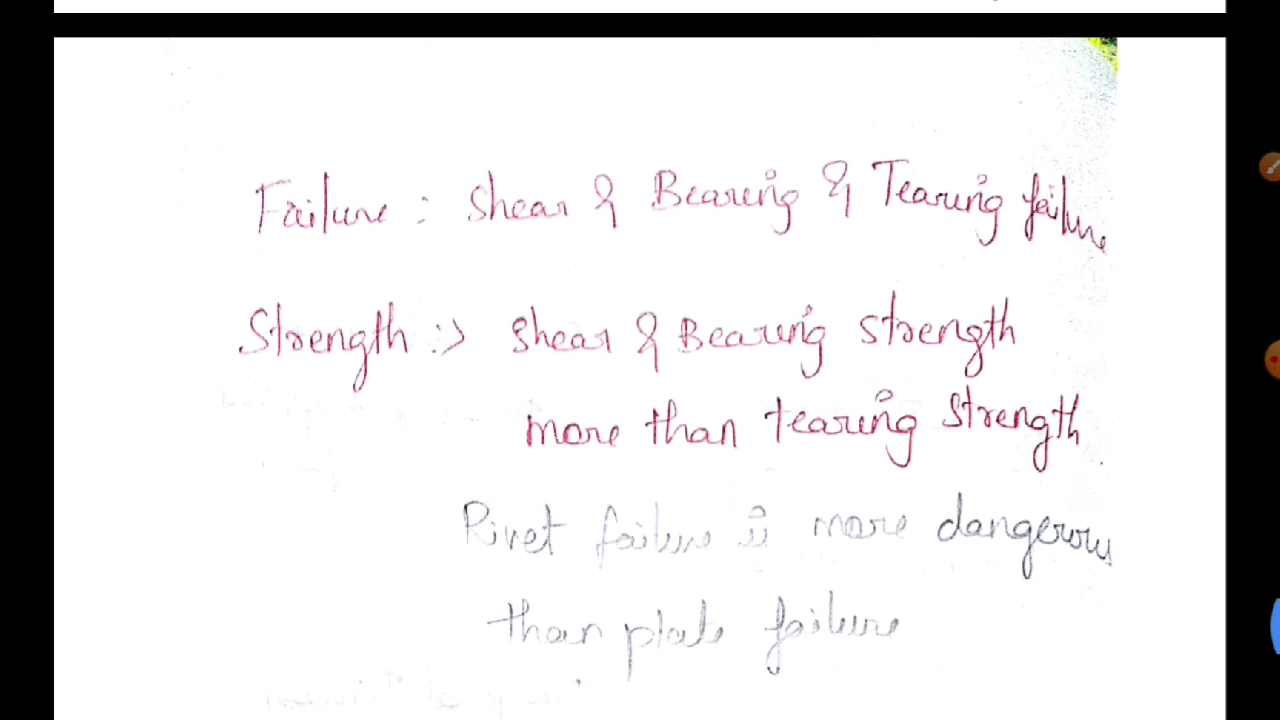 Failure : Shear & Bearing & Tearing failure
Strength :-> Shear & Bearing strength
more than tearing strength
Rivet failure is more dangerous
than plate failure